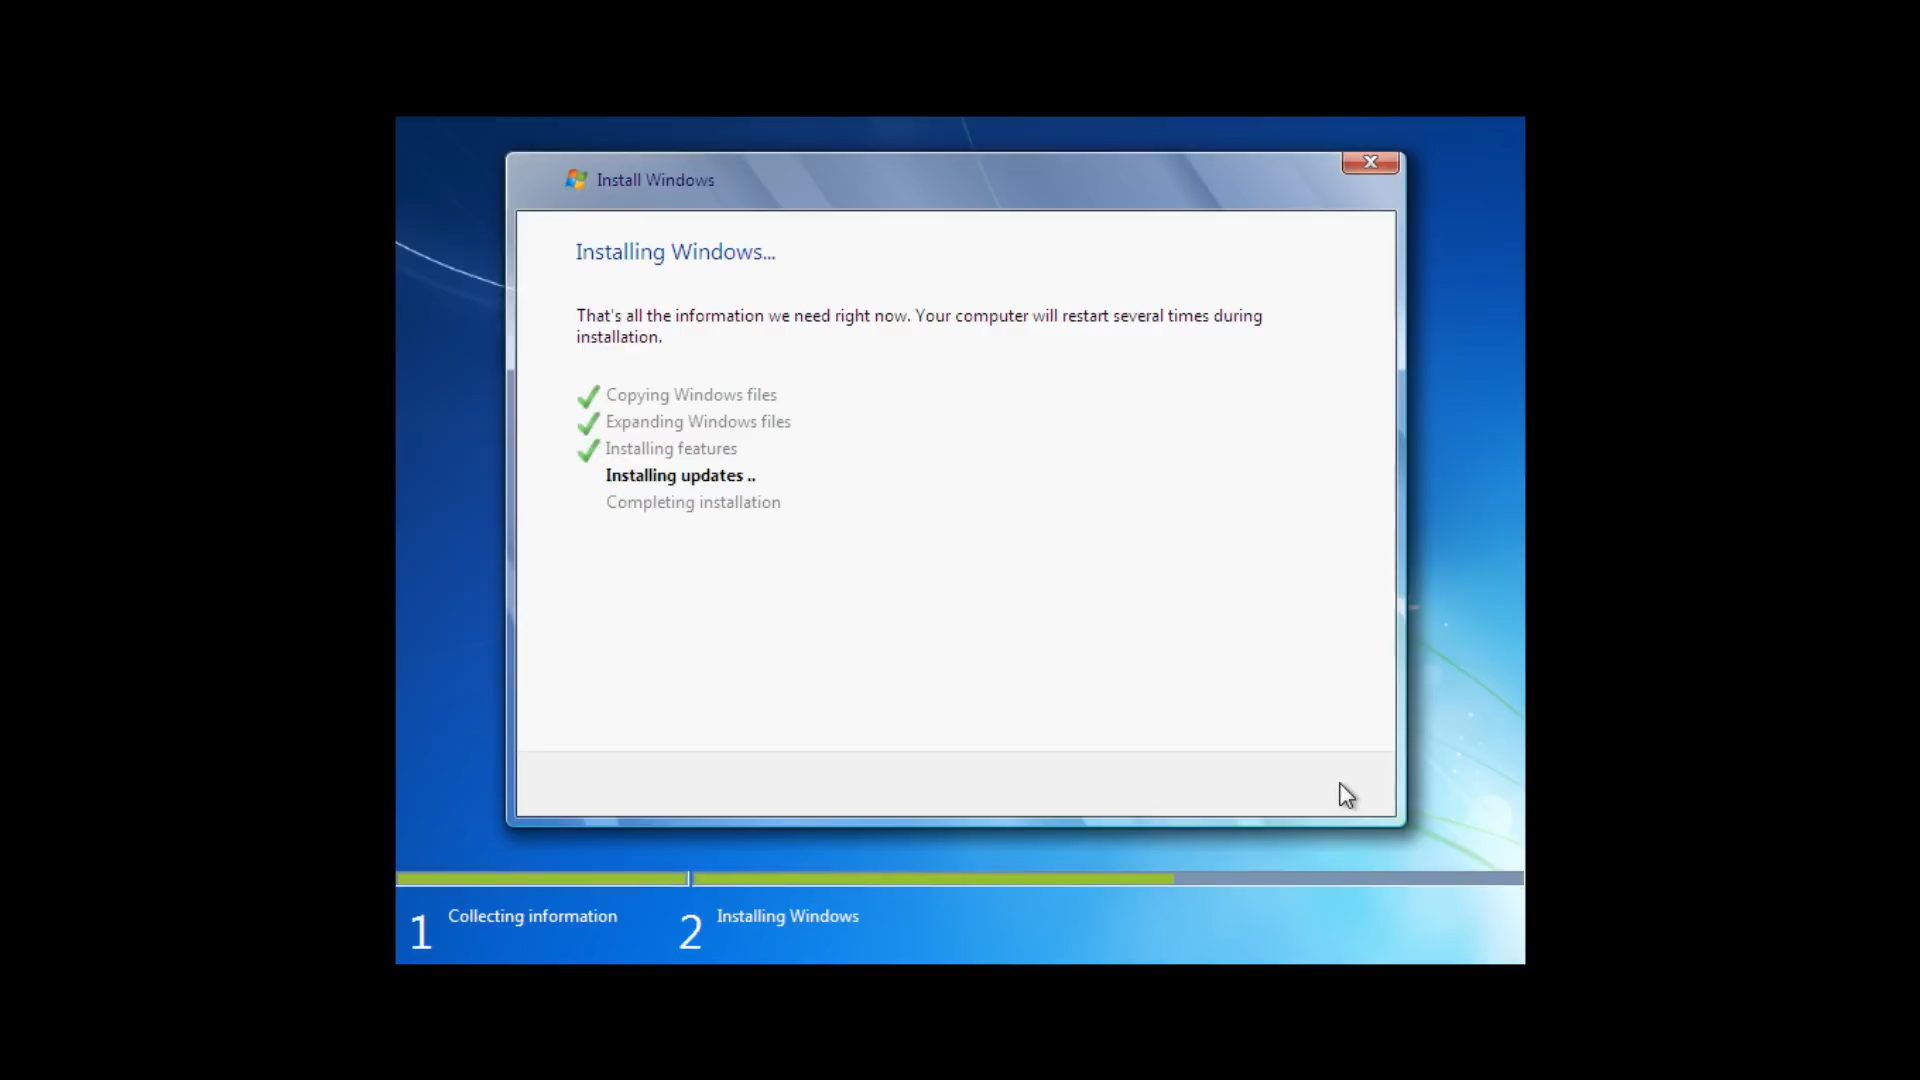 Install Windows
Installing Windows...
That's all the information we need right now. Your computer will restart several times during
installation.
Copying Windows files
Expanding Windows files
Installing features
Installing updates ..
Completing installation
1 Collecting information
2 Installing Windows